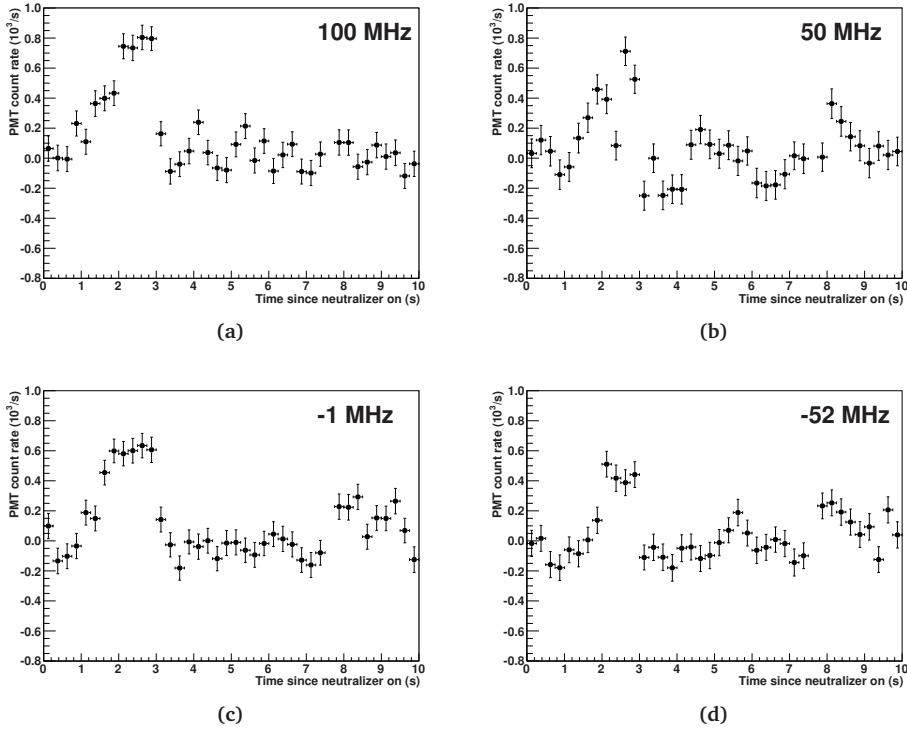 100 MHz
PMT count rate (10³/s)
1.0
0.8
0.6
0.4
0.2
0.0
-0.2
-0.4
-0.6
-0.8
0 1 2 3 4 5 6 7 8 9 10
Time since neutralizer on (s)
(a)
50 MHz
PMT count rate (10³/s)
1.0
0.8
0.6
0.4
0.2
0.0
-0.2
-0.4
-0.6
-0.8
0 1 2 3 4 5 6 7 8 9 10
Time since neutralizer on (s)
(b)
-1 MHz
PMT count rate (10³/s)
1.0
0.8
0.6
0.4
0.2
0.0
-0.2
-0.4
-0.6
-0.8
0 1 2 3 4 5 6 7 8 9 10
Time since neutralizer on (s)
(c)
-52 MHz
PMT count rate (10³/s)
1.0
0.8
0.6
0.4
0.2
0.0
-0.2
-0.4
-0.6
-0.8
0 1 2 3 4 5 6 7 8 9 10
Time since neutralizer on (s)
(d)